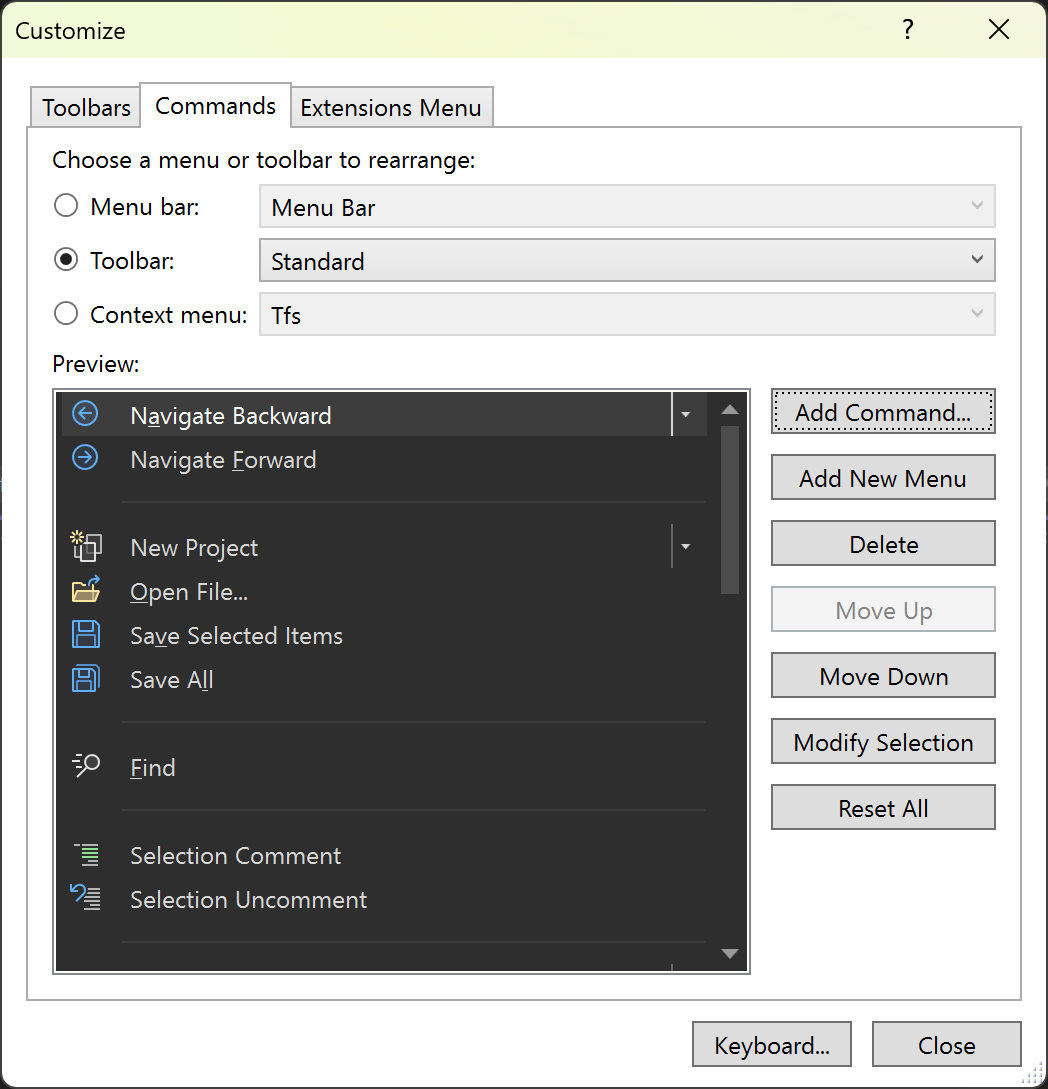 Customize ?
Toolbars Commands Extensions Menu
Choose a menu or toolbar to rearrange:
Menu bar: Menu Bar
Toolbar: Standard
Context menu: Tfs
Preview:
Navigate Backward
Navigate Forward
New Project
Open File...
Save Selected Items
Save All
Find
Selection Comment
Selection Uncomment
Add Command...
Add New Menu
Delete
Move Up
Move Down
Modify Selection
Reset All
Keyboard... Close